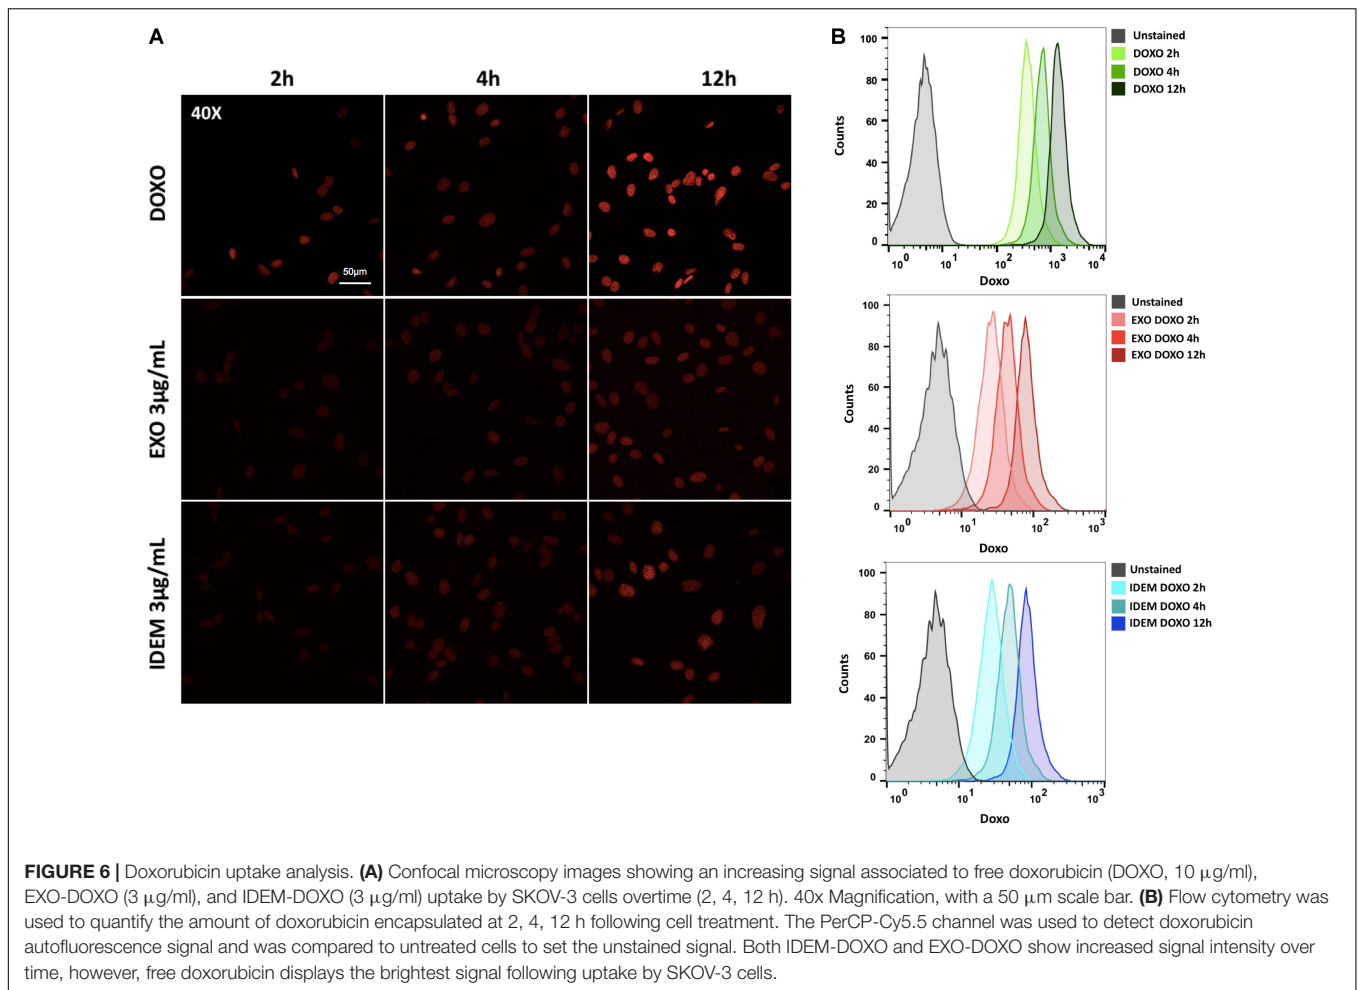 A
2h
4h
12h
40X
DOXO
50μm
EXO 3μg/mL
IDEM 3μg/mL
B
100
80
60
40
20
0
Counts
10^0 10^1 10^2 10^3 10^4
Doxo
Unstained
DOXO 2h
DOXO 4h
DOXO 12h
100
80
60
40
20
0
Counts
10^0 10^1 10^2 10^3
Doxo
Unstained
EXO DOXO 2h
EXO DOXO 4h
EXO DOXO 12h
100
80
60
40
20
0
Counts
10^0 10^1 10^2 10^3
Doxo
Unstained
IDEM DOXO 2h
IDEM DOXO 4h
IDEM DOXO 12h
FIGURE 6 | Doxorubicin uptake analysis. (A) Confocal microscopy images showing an increasing signal associated to free doxorubicin (DOXO, 10 μg/ml),
EXO-DOXO (3 μg/ml), and IDEM-DOXO (3 μg/ml) uptake by SKOV-3 cells overtime (2, 4, 12 h). 40x Magnification, with a 50 μm scale bar. (B) Flow cytometry was
used to quantify the amount of doxorubicin encapsulated at 2, 4, 12 h following cell treatment. The PerCP-Cy5.5 channel was used to detect doxorubicin
autofluorescence signal and was compared to untreated cells to set the unstained signal. Both IDEM-DOXO and EXO-DOXO show increased signal intensity over
time, however, free doxorubicin displays the brightest signal following uptake by SKOV-3 cells.